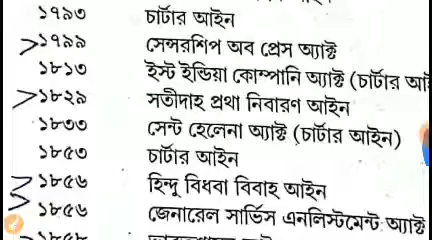 ১৭৯৩ চার্টার আইন
১৭৯৯ সেন্সরশিপ অব প্রেস অ্যাক্ট
১৮১৩ ইস্ট ইন্ডিয়া কোম্পানি অ্যাক্ট (চার্টার
১৮২৯ সতীদাহ প্রথা নিবারণ আইন
১৮৩৩ সেন্ট হেলেনা অ্যাক্ট (চার্টার আইন)
১৮৫৩ চার্টার আইন
১৮৫৬ হিন্দু বিধবা বিবাহ আইন
১৮৫৬ জেনারেল সার্ভিস এনলিস্টমেন্ট অ্যাক্ট